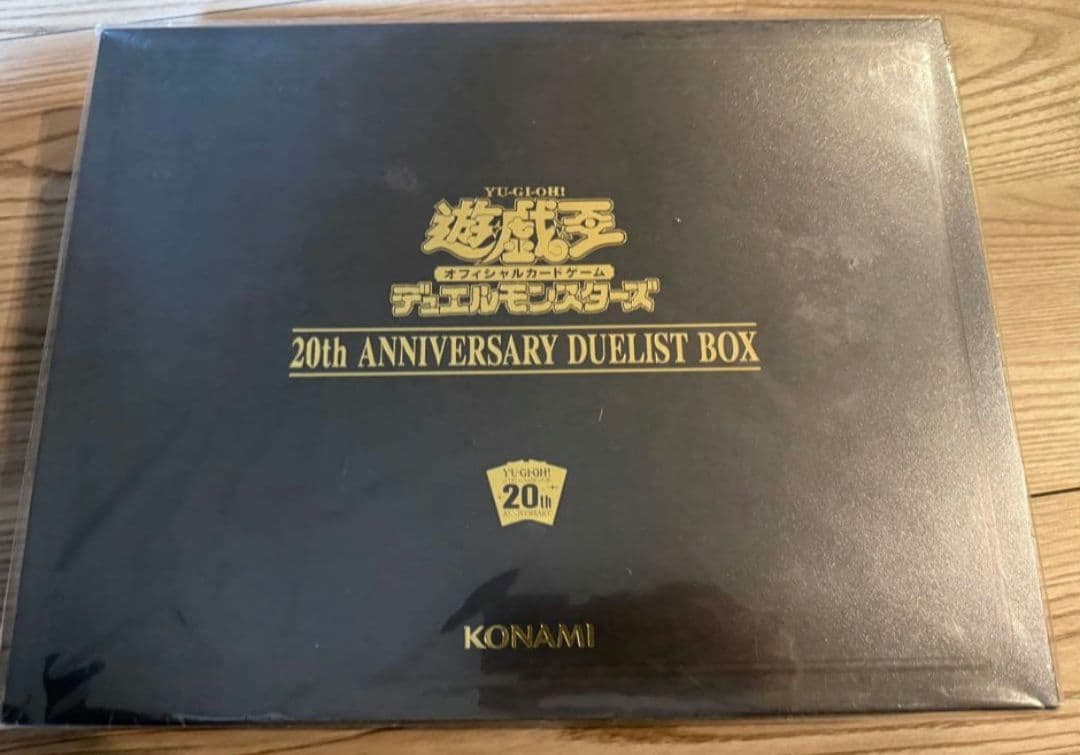 YU-GI-OH!
遊☆戯☆王
オフィシャルカードゲーム
デュエルモンスターズ
20th ANNIVERSARY DUELIST BOX
YU-GI-OH!
20th
ANNIVERSARY
KONAMI